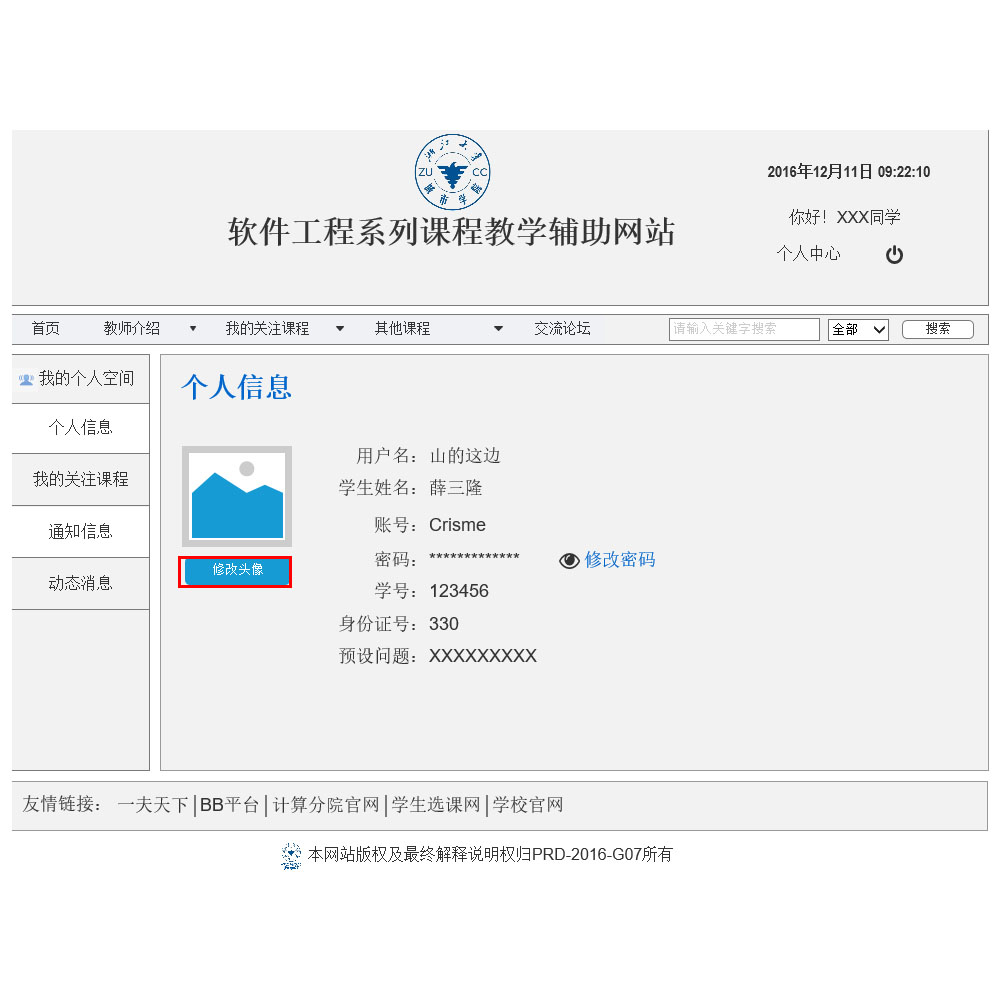 浙江大学
ZU CC
城市学院
软件工程系列课程教学辅助网站
2016年12月11日 09:22:10
你好！XXX同学
个人中心
首页 教师介绍 我的关注课程 其他课程 交流论坛 请输入关键字搜索 全部 搜索
我的个人空间
个人信息
我的关注课程
通知信息
动态消息
个人信息
修改头像
用户名： 山的这边
学生姓名： 薛三隆
账号： Crisme
密码： ************* 修改密码
学号： 123456
身份证号： 330
预设问题： XXXXXXXXX
友情链接： 一夫天下 | BB平台 | 计算分院官网 | 学生选课网 | 学校官网
本网站版权及最终解释说明权归PRD-2016-G07所有